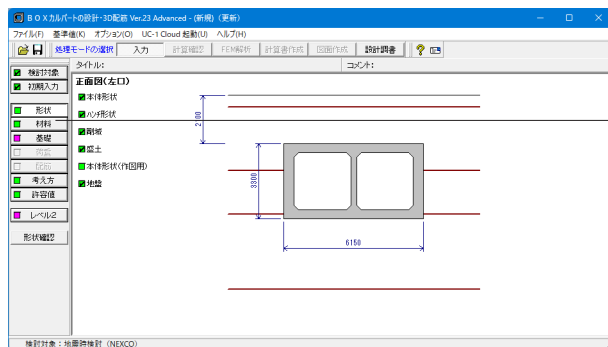 BOXカルバートの設計・3D配筋 Ver.23 Advanced - (新規) (更新)
ファイル(F) 基準値(K) オプション(O) UC-1 Cloud 起動(U) ヘルプ(H)
処理モードの選択 入力 計算確認 FEM解析 計算書作成 図面作成 設計調書
タイトル: コメント:
検討対象
初期入力
形状
材料
基礎
配筋
考え方
許容値
レベル2
形状確認
正面図(左口)
本体形状
ハンチ形状
剛域
盛土
本体形状(作図用)
地盤
2100
3300
6150
検討対象:地震時検討 (NEXCO)